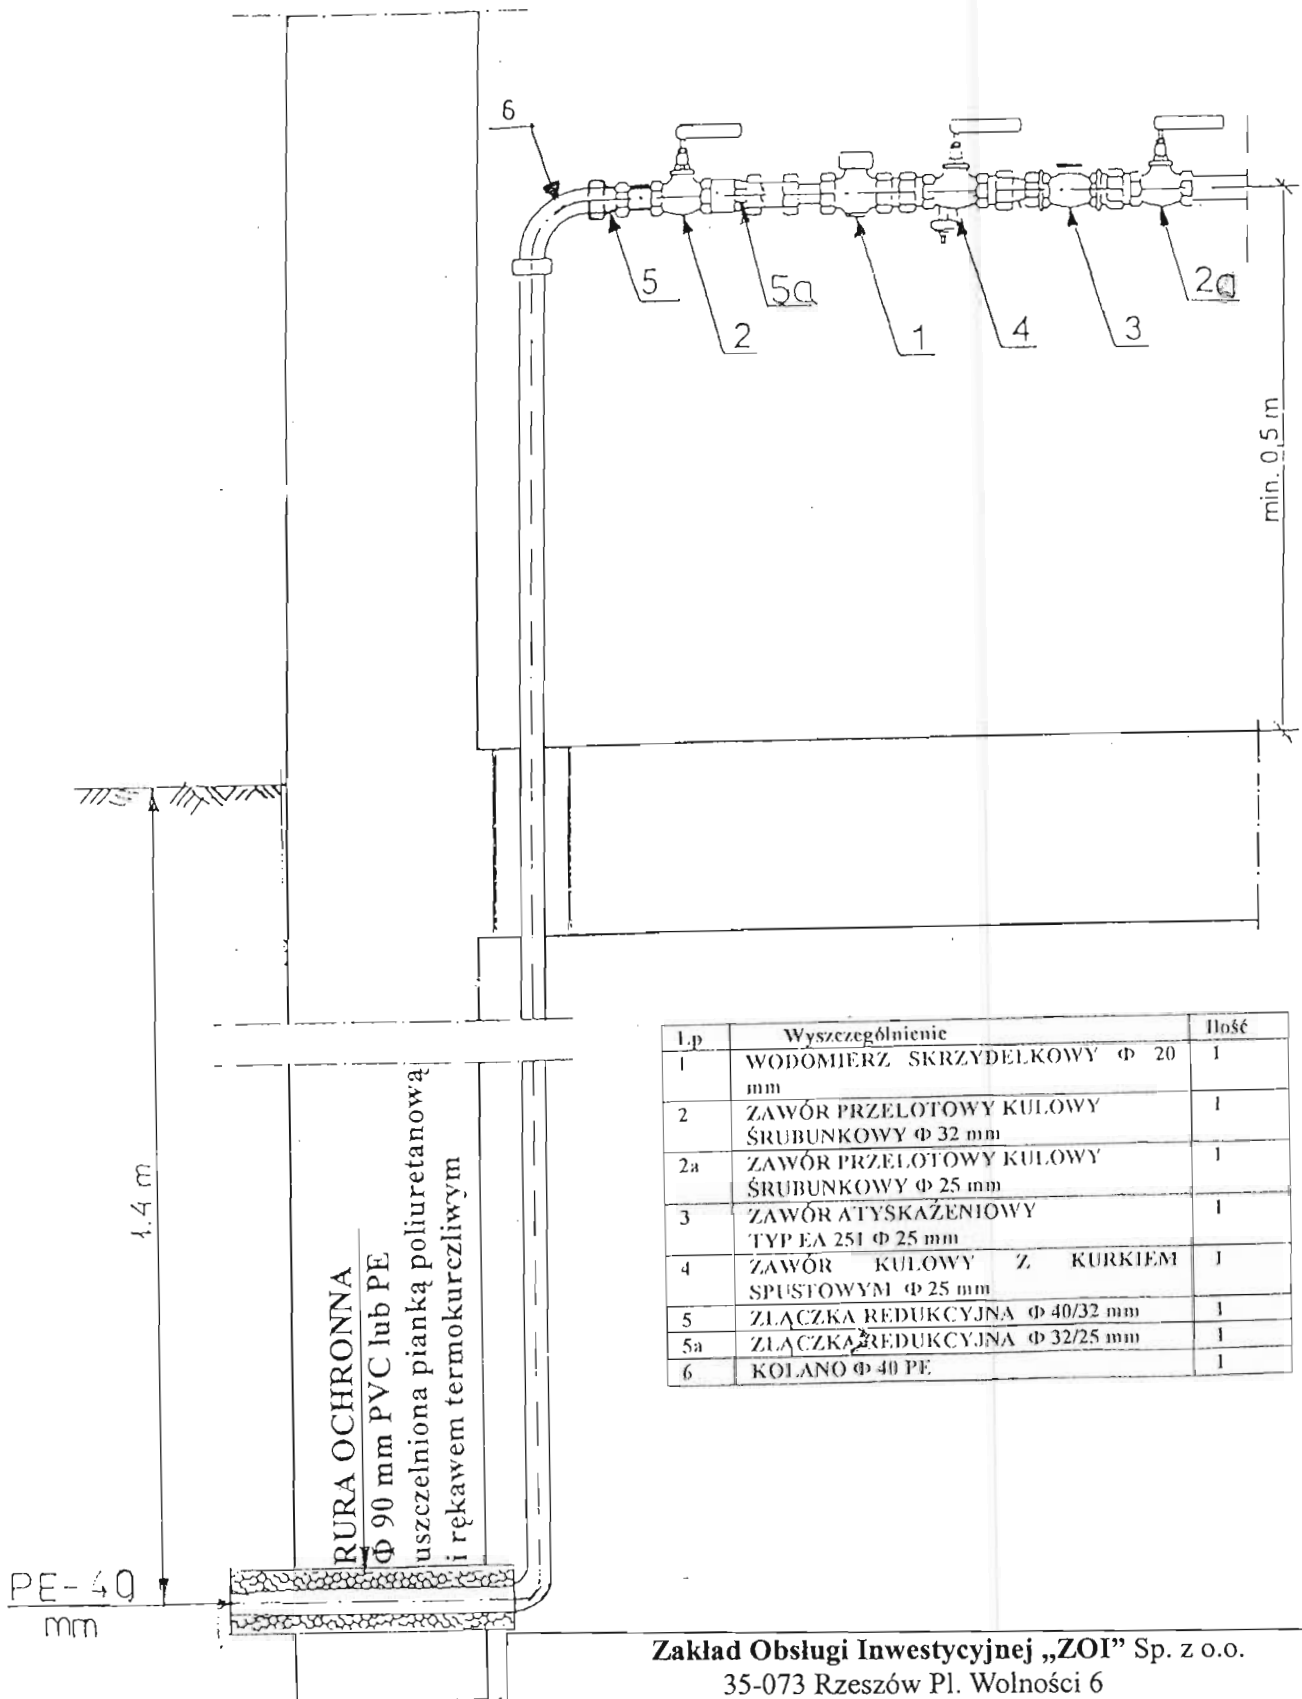 6
5
5a
2
1
4
3
2a
min. 0,5 m
1.4 m
RURA OCHRONNA
Φ 90 mm PVC lub PE
uszczelniona pianką poliuretanową
i rękawem termokurczliwym
PE-40
mm
L.p Wyszczególnienie Ilość
1 WODOMIERZ SKRZYDEŁKOWY Φ 20 1
mm
2 ZAWÓR PRZELOTOWY KULOWY 1
ŚRUBUNKOWY Φ 32 mm
2a ZAWÓR PRZELOTOWY KULOWY 1
ŚRUBUNKOWY Φ 25 mm
3 ZAWÓR ATYSKAŻENIOWY 1
TYP EA 251 Φ 25 mm
4 ZAWÓR KULOWY Z KURKIEM 1
SPUSTOWYM Φ 25 mm
5 ZŁĄCZKA REDUKCYJNA Φ 40/32 mm 1
5a ZŁĄCZKA REDUKCYJNA Φ 32/25 mm 1
6 KOLANO Φ 40 PE 1
Zakład Obsługi Inwestycyjnej „ZOI” Sp. z o.o.
35-073 Rzeszów Pl. Wolności 6